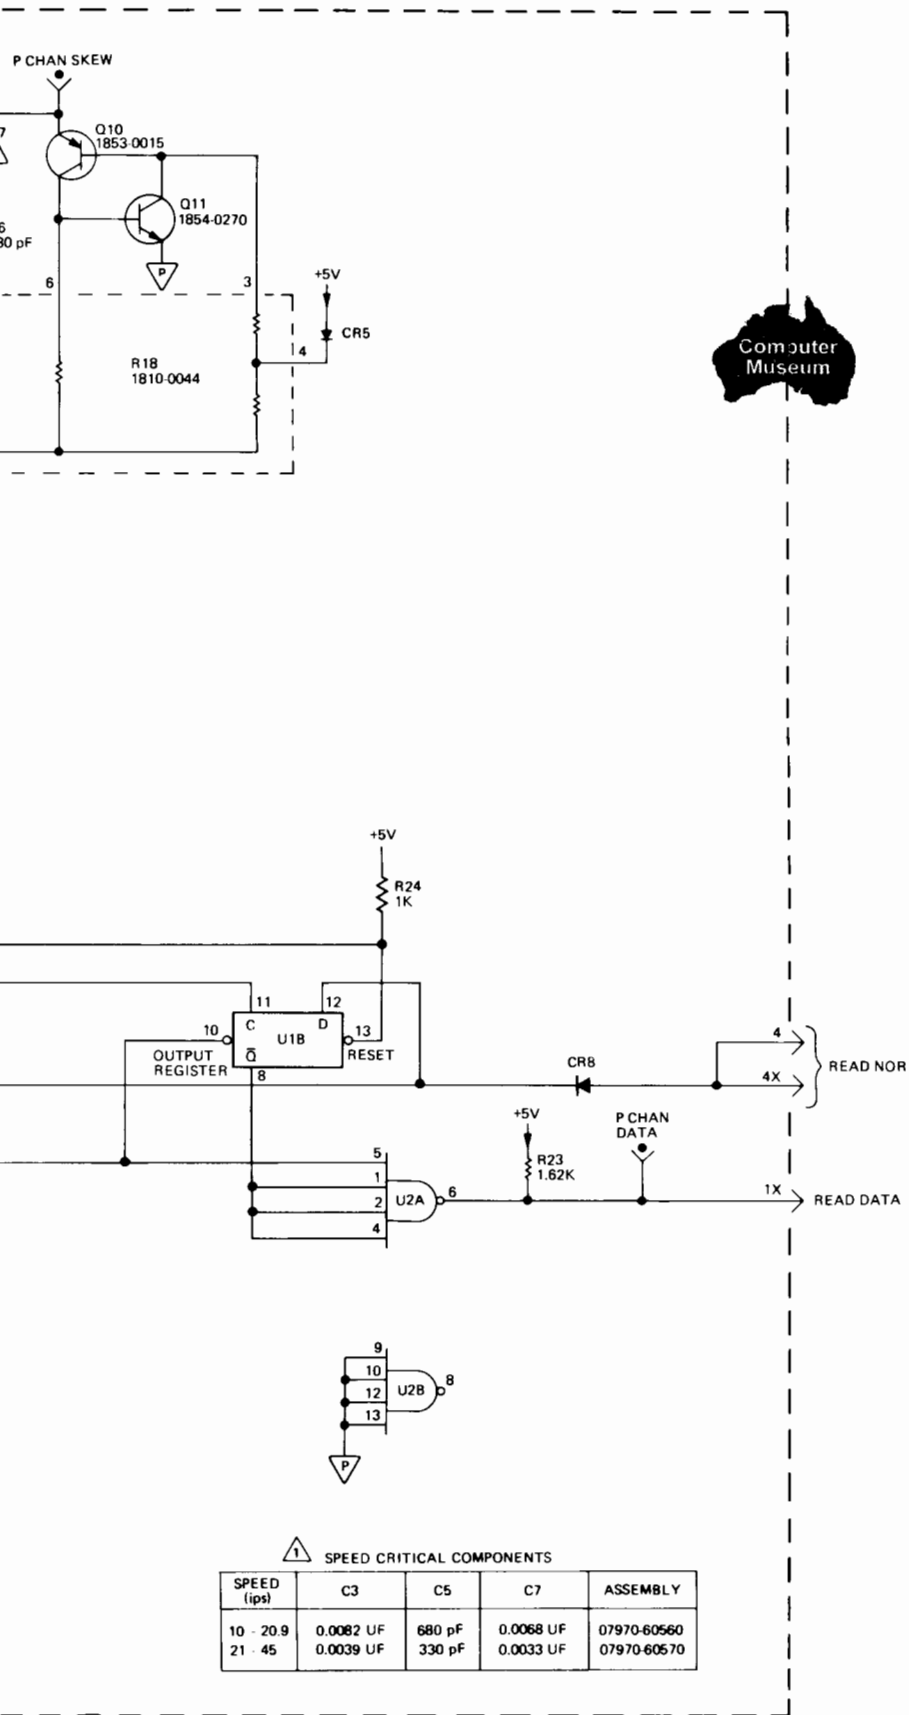 P CHAN SKEW
7
Q10
1853-0015
Q11
1854-0270
6
80 pF
P
6
3
+5V
CR5
4
R18
1810-0044
Computer
Museum
+5V
R24
1K
11
12
10
C
D
U1B
13
Q̅
RESET
OUTPUT
REGISTER
8
CR8
4
4X
READ NOR
+5V
P CHAN
DATA
R23
1.62K
5
1
2
4
U2A
6
1X
READ DATA
9
10
12
13
U2B
8
P
1 SPEED CRITICAL COMPONENTS
SPEED
(ips) C3 C5 C7 ASSEMBLY
10 - 20.9 0.0082 UF 680 pF 0.0068 UF 07970-60560
21 - 45 0.0039 UF 330 pF 0.0033 UF 07970-60570